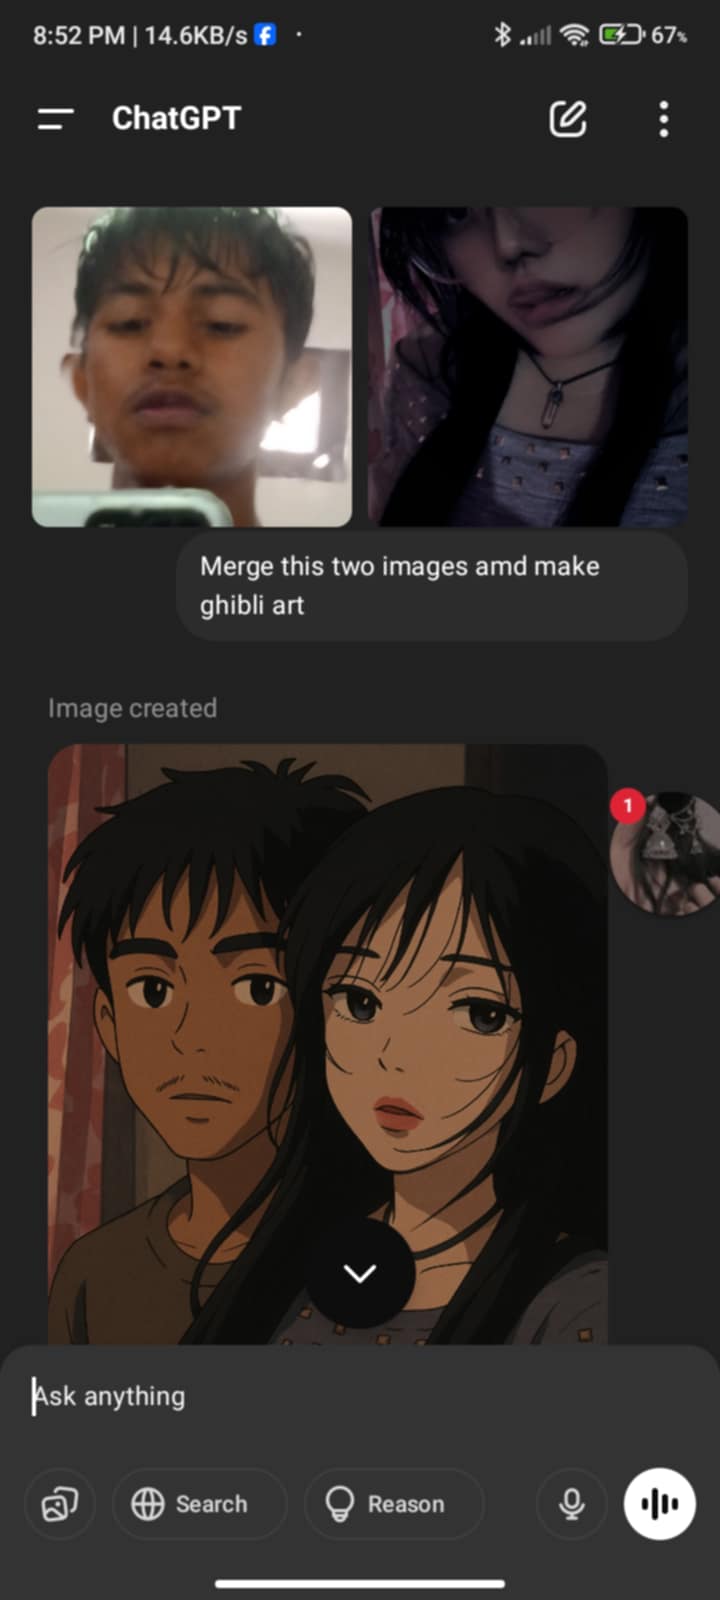 8:52 PM | 14.6KB/s
67%
ChatGPT
Merge this two images amd make
ghibli art
Image created
1
Ask anything
Search
Reason